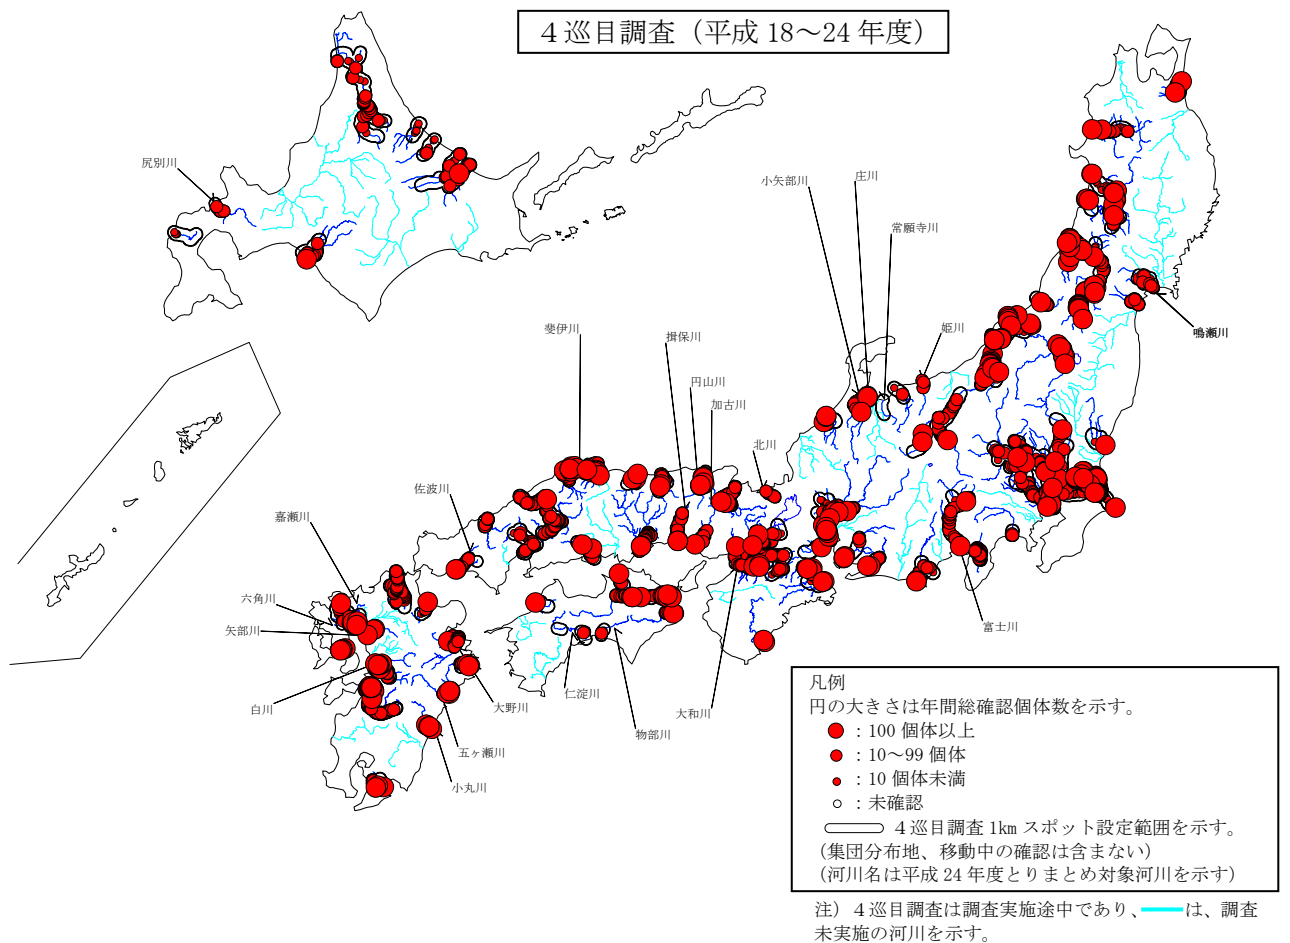 ４巡目調査（平成 18～24 年度）
尻別川
小矢部川
庄川
常願寺川
姫川
鳴瀬川
斐伊川
揖保川
円山川
加古川
北川
佐波川
嘉瀬川
六角川
矢部川
白川
大野川
五ヶ瀬川
小丸川
仁淀川
物部川
大和川
富士川
凡例
円の大きさは年間総確認個体数を示す。
：100 個体以上
：10～99 個体
：10 個体未満
：未確認
４巡目調査 1km スポット設定範囲を示す。
（集団分布地、移動中の確認は含まない）
（河川名は平成 24 年度とりまとめ対象河川を示す）
注）４巡目調査は調査実施途中であり、 は、調査
未実施の河川を示す。